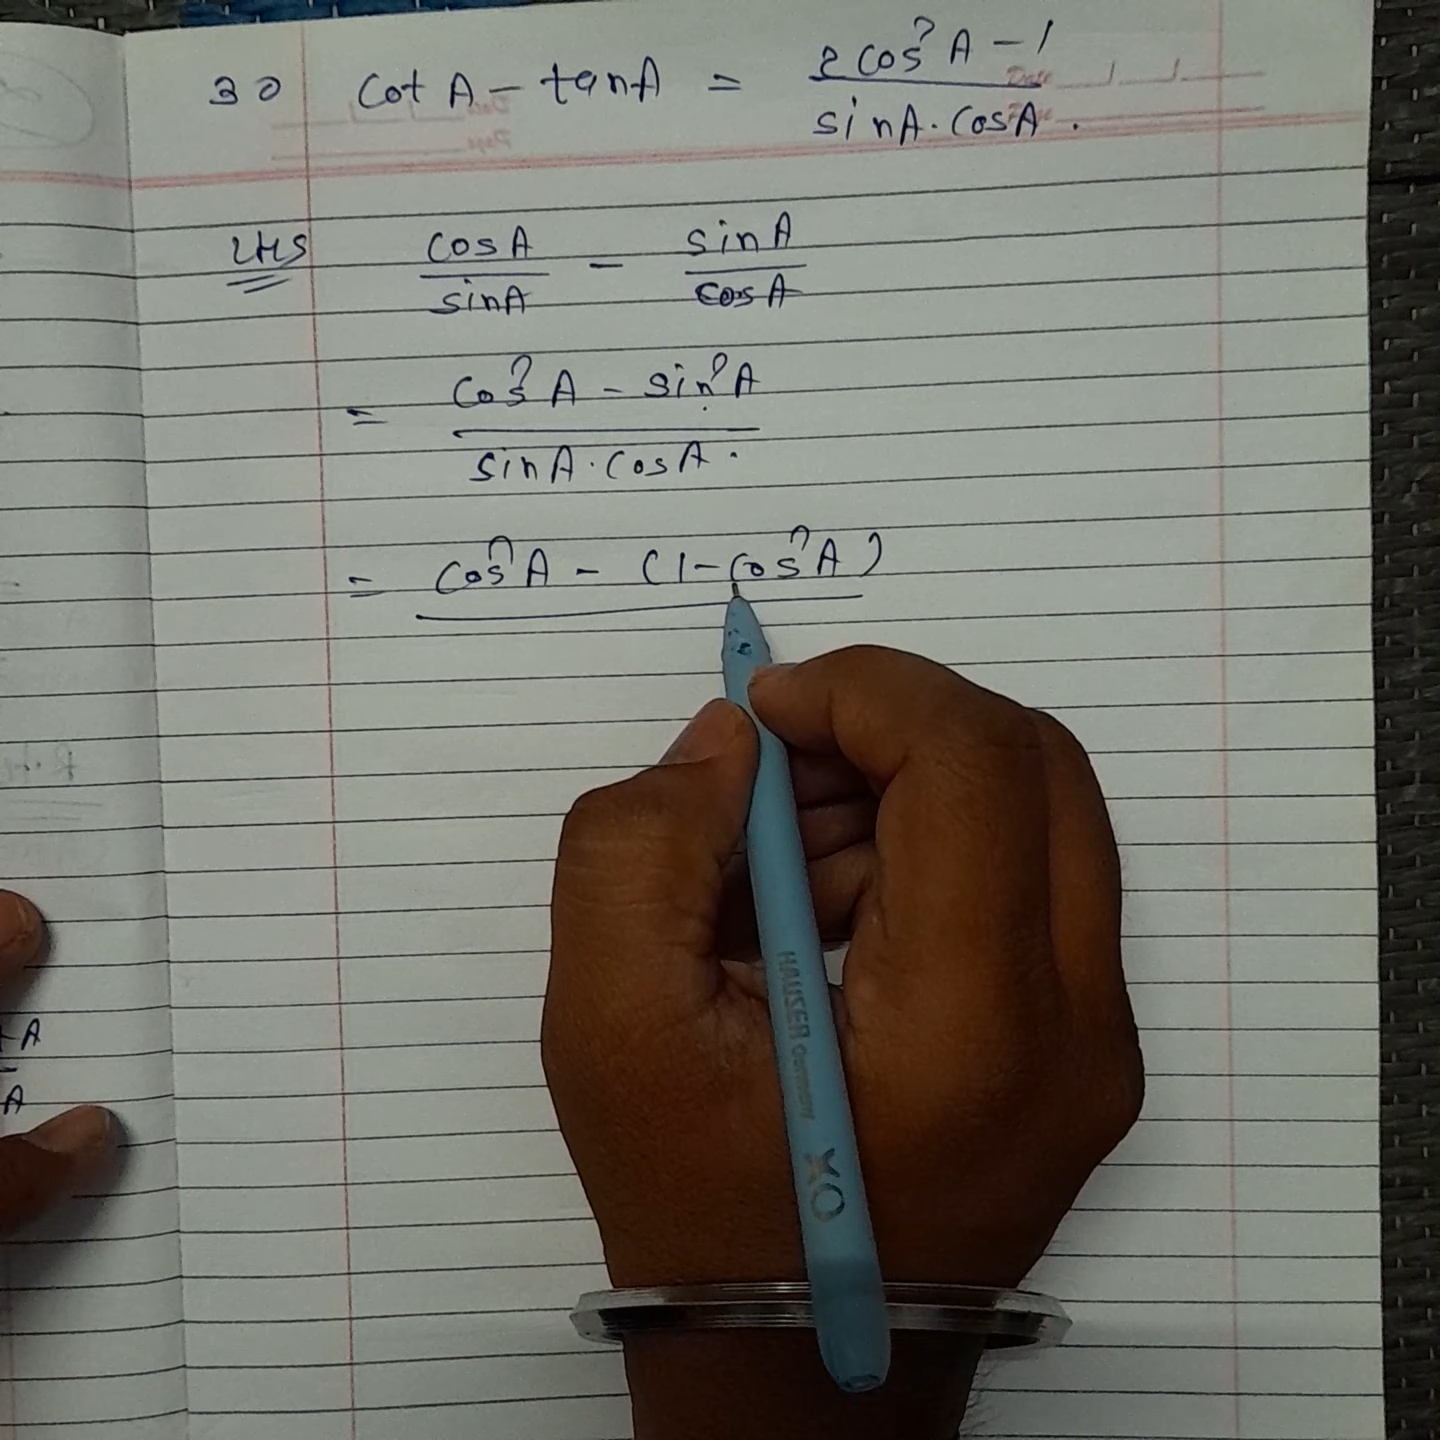 30 cot A - tan A = 2cos²A - 1 / sinA.cosA.
LHS cosA / sinA - sinA / cosA
= cos²A - sin²A / sinA.cosA.
= cos²A - (1-cos²A)
A
A
HAUSER Germany XO